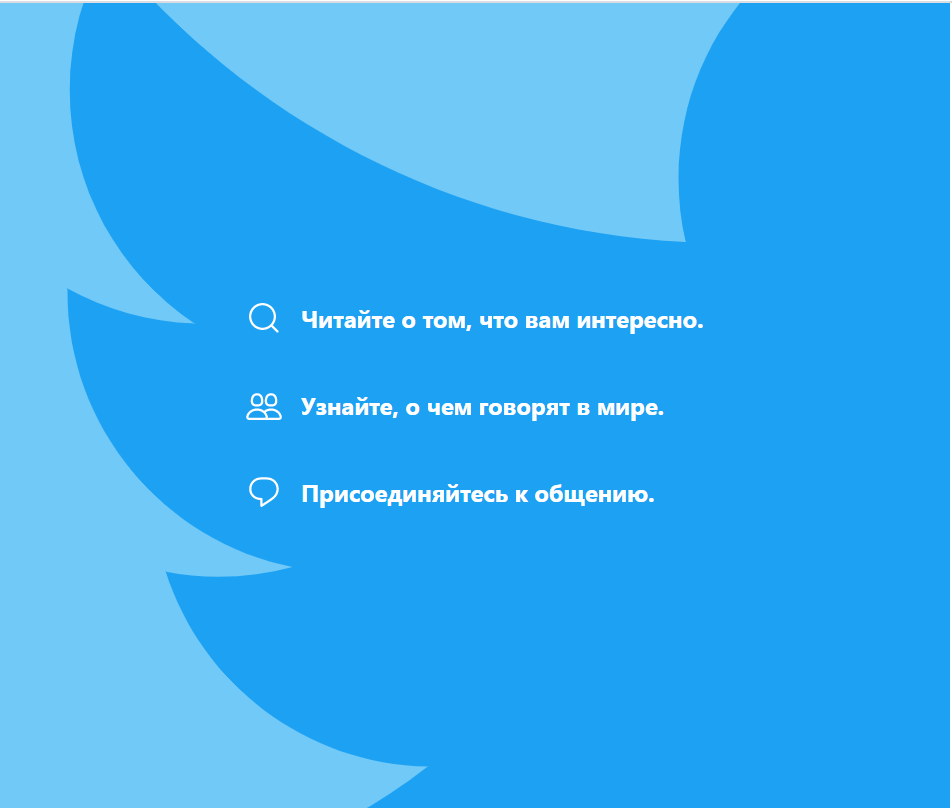 Читайте о том, что вам интересно.
Узнайте, о чем говорят в мире.
Присоединяйтесь к общению.